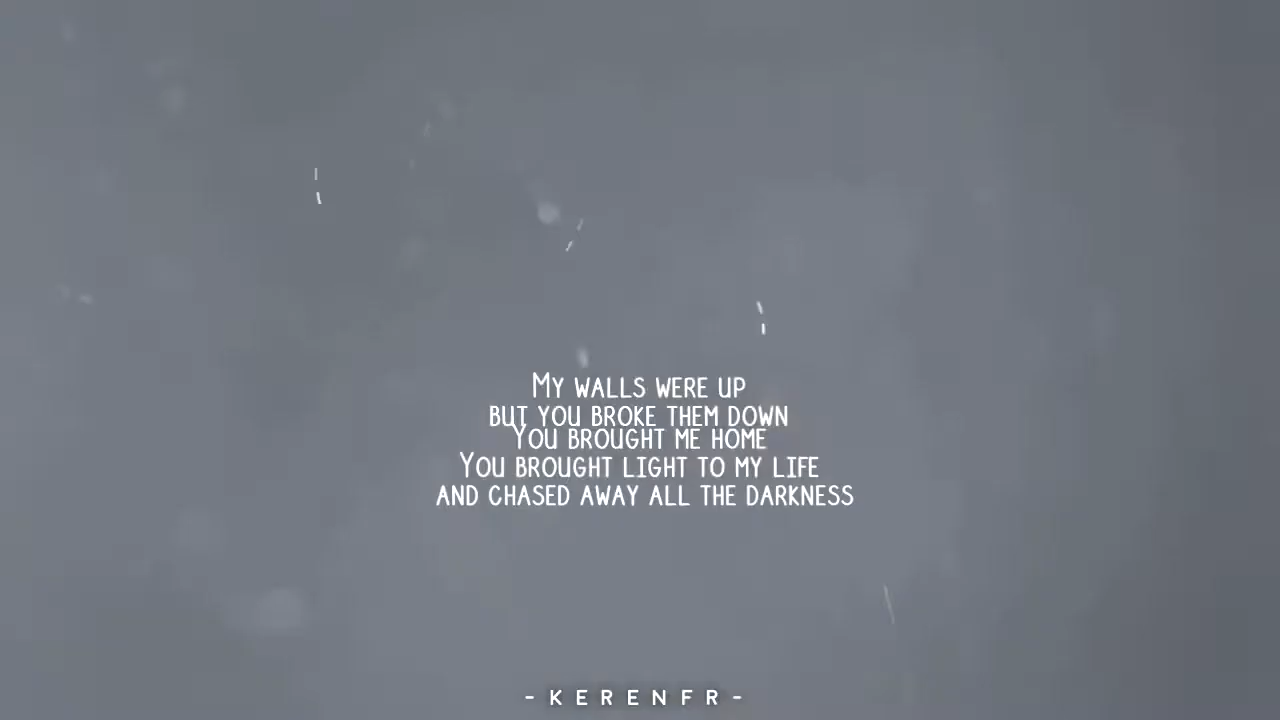 My walls were up
but you broke them down
You brought me home
You brought light to my life
and chased away all the darkness
- K E R E N F R -